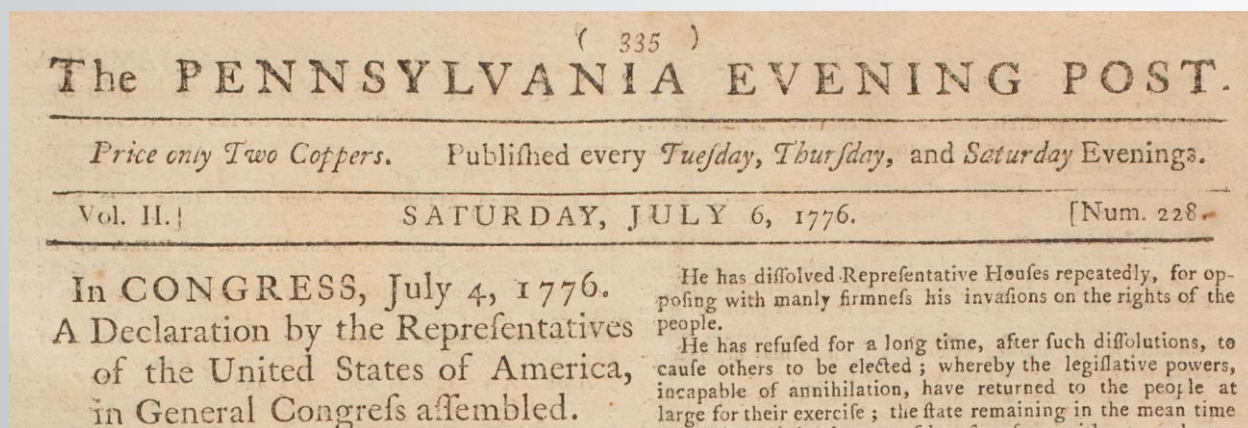 ( 335 )
The PENNSYLVANIA EVENING POST.
Price only Two Coppers. Publiſhed every Tueſday, Thurſday, and Saturday Evenings.
Vol. II.] SATURDAY, JULY 6, 1776. [Num. 228.
In CONGRESS, July 4, 1776.
A Declaration by the Repreſentatives
of the United States of America,
in General Congreſs aſſembled.
He has diſſolved Repreſentative Houſes repeatedly, for op-
poſing with manly firmneſs his invaſions on the rights of the
people.
He has refuſed for a long time, after ſuch diſſolutions, to
cauſe others to be elected ; whereby the legiſlative powers,
incapable of annihilation, have returned to the people at
large for their exerciſe ; the ſtate remaining in the mean time